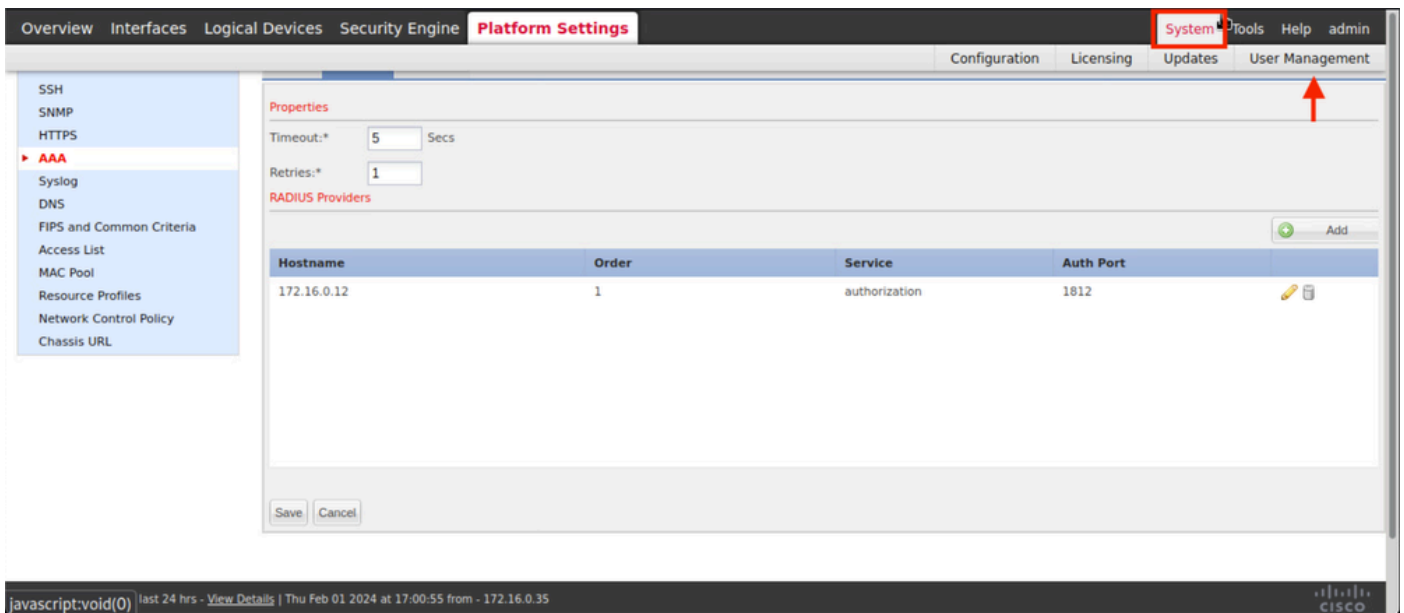 Overview Interfaces Logical Devices Security Engine Platform Settings System Tools Help admin
Configuration Licensing Updates User Management
SSH
SNMP
HTTPS
AAA
Syslog
DNS
FIPS and Common Criteria
Access List
MAC Pool
Resource Profiles
Network Control Policy
Chassis URL
Properties
Timeout:* 5 Secs
Retries:* 1
RADIUS Providers
Add
Hostname Order Service Auth Port
172.16.0.12 1 authorization 1812
Save Cancel
javascript:void(0) last 24 hrs - View Details | Thu Feb 01 2024 at 17:00:55 from - 172.16.0.35
CISCO